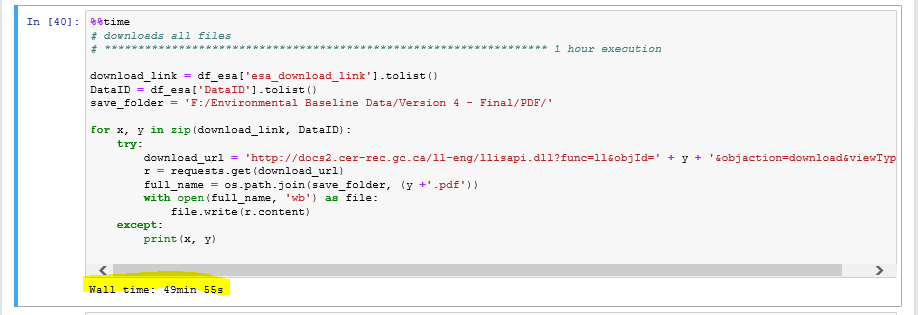 In [40]: %%time
# downloads all files
# ****************************************************************** 1 hour execution
download_link = df_esa['esa_download_link'].tolist()
DataID = df_esa['DataID'].tolist()
save_folder = 'F:/Environmental Baseline Data/Version 4 - Final/PDF/'
for x, y in zip(download_link, DataID):
try:
download_url = 'http://docs2.cer-rec.gc.ca/ll-eng/llisapi.dll?func=ll&objId=' + y + '&objaction=download&viewTyp
r = requests.get(download_url)
full_name = os.path.join(save_folder, (y +'.pdf'))
with open(full_name, 'wb') as file:
file.write(r.content)
except:
print(x, y)
Wall time: 49min 55s